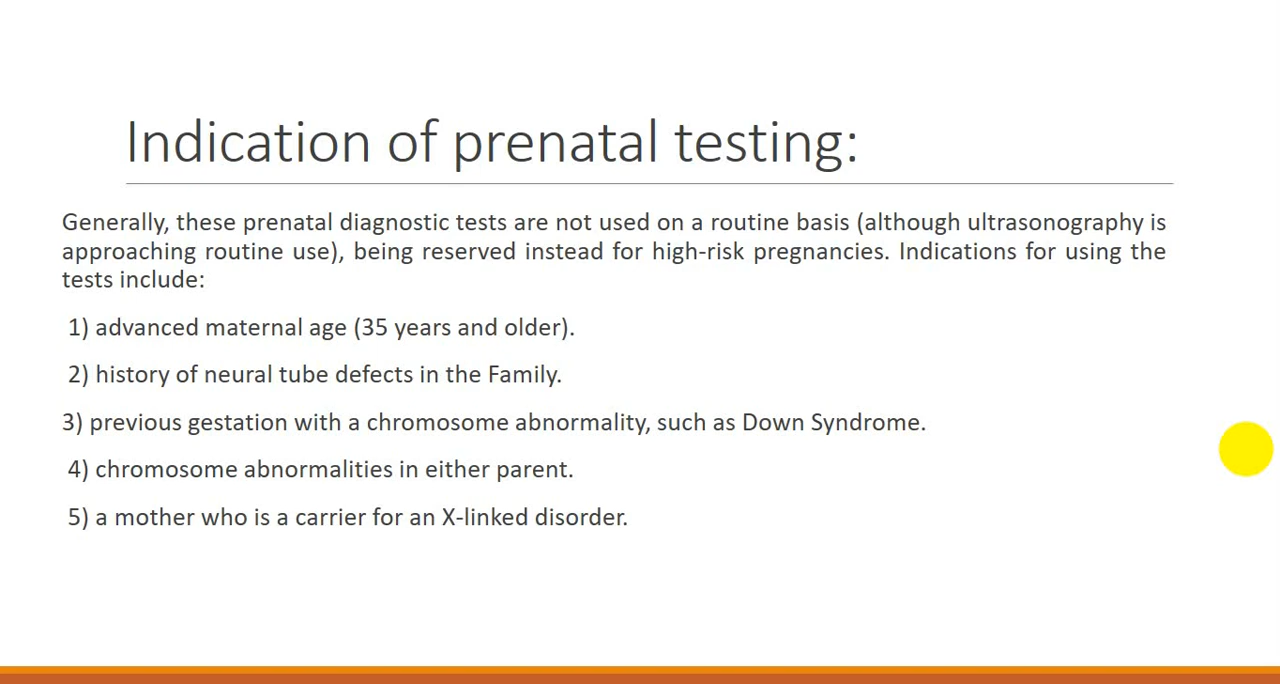 Indication of prenatal testing:
Generally, these prenatal diagnostic tests are not used on a routine basis (although ultrasonography is
approaching routine use), being reserved instead for high-risk pregnancies. Indications for using the
tests include:
1) advanced maternal age (35 years and older).
2) history of neural tube defects in the Family.
3) previous gestation with a chromosome abnormality, such as Down Syndrome.
4) chromosome abnormalities in either parent.
5) a mother who is a carrier for an X-linked disorder.